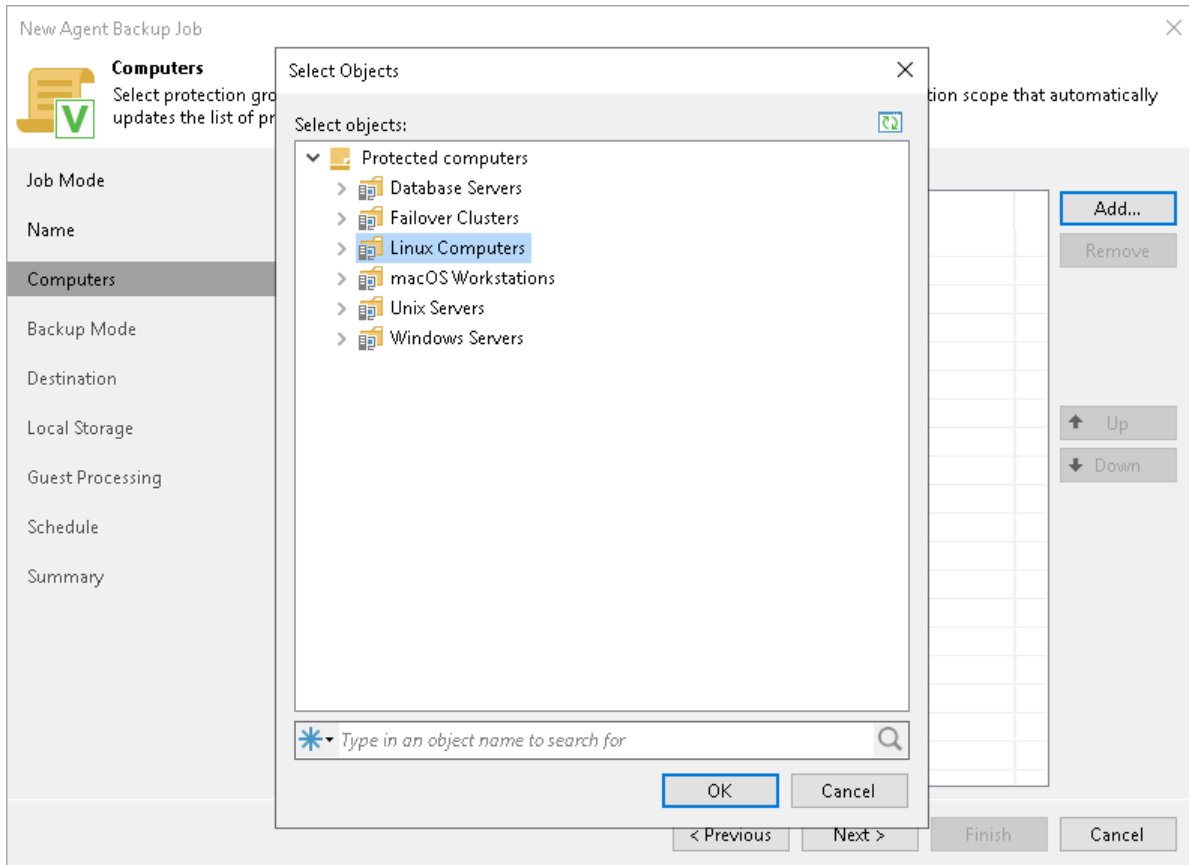 New Agent Backup Job
Computers
Select protection gro
tion scope that automatically
updates the list of pr
Job Mode
Name
Computers
Backup Mode
Destination
Local Storage
Guest Processing
Schedule
Summary
Select Objects
Select objects:
Protected computers
Database Servers
Failover Clusters
Linux Computers
macOS Workstations
Unix Servers
Windows Servers
Type in an object name to search for
OK
Cancel
Add...
Remove
Up
Down
< Previous
Next >
Finish
Cancel